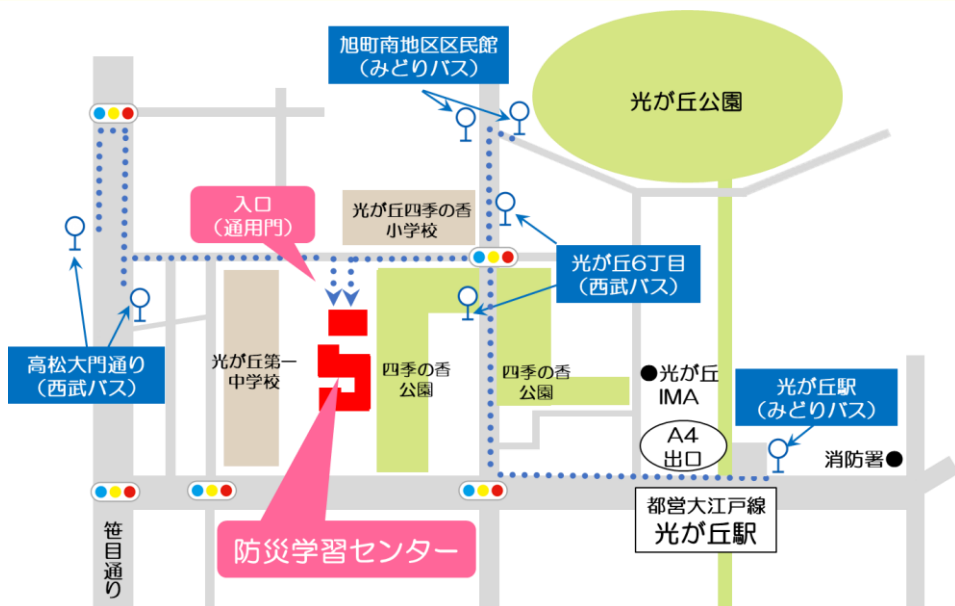 旭町南地区区民館
（みどりバス）
光が丘公園
入口
（通用門）
光が丘四季の香
小学校
光が丘6丁目
（西武バス）
高松大門通り
（西武バス）
光が丘第一
中学校
四季の香
公園
四季の香
公園
●光が丘
IMA
光が丘駅
（みどりバス）
A4
出口
消防署●
都営大江戸線
光が丘駅
防災学習センター
笹目通り